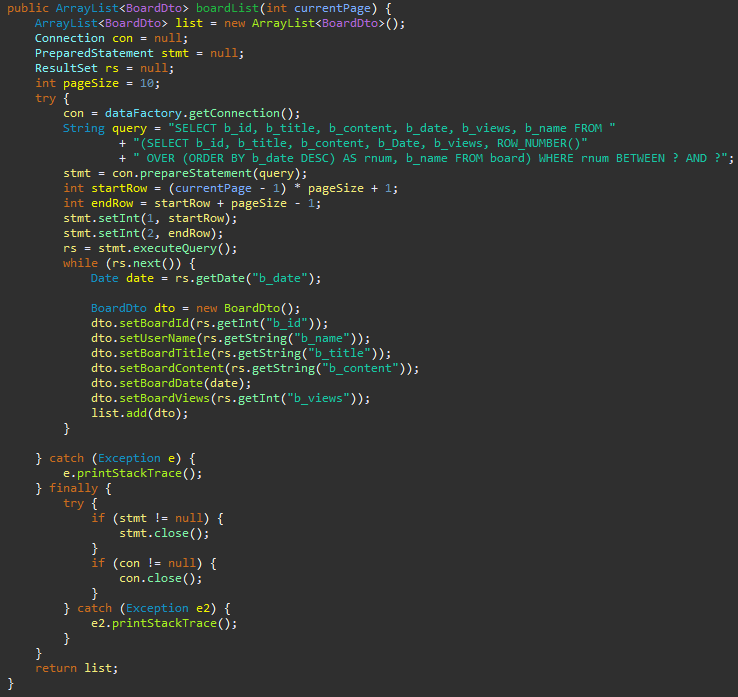 public ArrayList<BoardDto> boardList(int currentPage) {
    ArrayList<BoardDto> list = new ArrayList<BoardDto>();
    Connection con = null;
    PreparedStatement stmt = null;
    ResultSet rs = null;
    int pageSize = 10;
    try {
        con = dataFactory.getConnection();
        String query = "SELECT b_id, b_title, b_content, b_date, b_views, b_name FROM "
                + "(SELECT b_id, b_title, b_content, b_Date, b_views, ROW_NUMBER()"
                + " OVER (ORDER BY b_date DESC) AS rnum, b_name FROM board) WHERE rnum BETWEEN ? AND ?";
        stmt = con.prepareStatement(query);
        int startRow = (currentPage - 1) * pageSize + 1;
        int endRow = startRow + pageSize - 1;
        stmt.setInt(1, startRow);
        stmt.setInt(2, endRow);
        rs = stmt.executeQuery();
        while (rs.next()) {
            Date date = rs.getDate("b_date");

            BoardDto dto = new BoardDto();
            dto.setBoardId(rs.getInt("b_id"));
            dto.setUserName(rs.getString("b_name"));
            dto.setBoardTitle(rs.getString("b_title"));
            dto.setBoardContent(rs.getString("b_content"));
            dto.setBoardDate(date);
            dto.setBoardViews(rs.getInt("b_views"));
            list.add(dto);
        }

    } catch (Exception e) {
        e.printStackTrace();
    } finally {
        try {
            if (stmt != null) {
                stmt.close();
            }
            if (con != null) {
                con.close();
            }
        } catch (Exception e2) {
            e2.printStackTrace();
        }
    }
    return list;
}